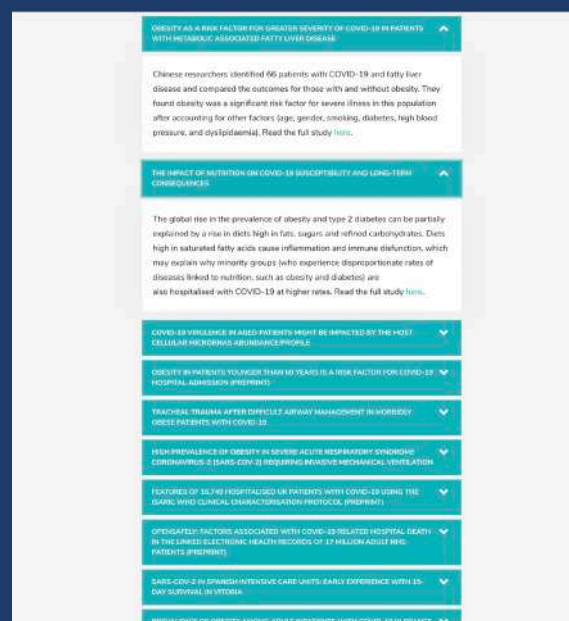 OBESITY AS A RISK FACTOR FOR GREATER SEVERITY OF COVID-19 IN PATIENTS
WITH METABOLIC ASSOCIATED FATTY LIVER DISEASE
Chinese researchers identified 66 patients with COVID-19 and fatty liver
disease and compared the outcomes for those with and without obesity. They
found obesity was a significant risk factor for severe illness in this population
after accounting for other factors (age, gender, smoking, diabetes, high blood
pressure, and dyslipidaemia). Read the full study here.
THE IMPACT OF NUTRITION ON COVID-19 SUSCEPTIBILITY AND LONG-TERM
CONSEQUENCES
The global rise in the prevalence of obesity and type 2 diabetes can be partially
explained by a rise in diets high in fats, sugars and refined carbohydrates. Diets
high in saturated fatty acids cause inflammation and immune disfunction, which
may explain why minority groups (who experience disproportionate rates of
diseases linked to nutrition, such as obesity and diabetes) are
also hospitalised with COVID-19 at higher rates. Read the full study here.
COVID-19 VIRULENCE IN AGED PATIENTS MIGHT BE IMPACTED BY THE HOST
CELLULAR MICRORNAS ABUNDANCE/PROFILE
OBESITY IN PATIENTS YOUNGER THAN 60 YEARS IS A RISK FACTOR FOR COVID-19
HOSPITAL ADMISSION (PREPRINT)
TRACHEAL TRAUMA AFTER DIFFICULT AIRWAY MANAGEMENT IN MORBIDLY
OBESE PATIENTS WITH COVID-19
HIGH PREVALENCE OF OBESITY IN SEVERE ACUTE RESPIRATORY SYNDROME
CORONAVIRUS-2 (SARS-COV-2) REQUIRING INVASIVE MECHANICAL VENTILATION
FEATURES OF 16,749 HOSPITALISED UK PATIENTS WITH COVID-19 USING THE
ISARIC WHO CLINICAL CHARACTERISATION PROTOCOL (PREPRINT)
OPENSAFELY: FACTORS ASSOCIATED WITH COVID-19-RELATED HOSPITAL DEATH
IN THE LINKED ELECTRONIC HEALTH RECORDS OF 17 MILLION ADULT NHS
PATIENTS (PREPRINT)
SARS-COV-2 IN SPANISH INTENSIVE CARE UNITS: EARLY EXPERIENCE WITH 15-
DAY SURVIVAL IN VITORIA
PREVALENCE OF OBESITY AMONG ADULT INPATIENTS WITH COVID-19 IN FRANCE